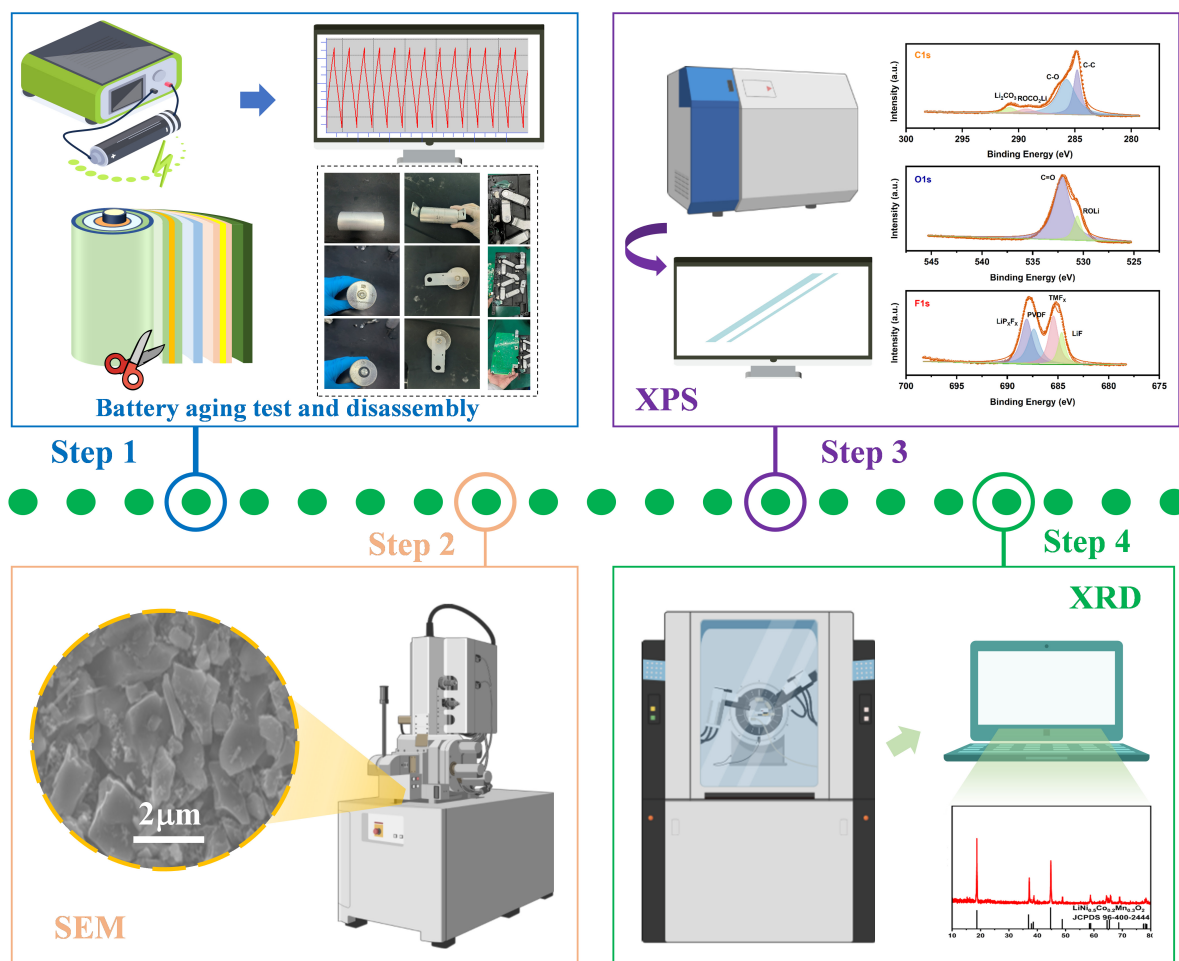 Battery aging test and disassembly
Step 1
C1s
C-C
C-O
Li₂CO₃
ROCO₂Li
Intensity (a.u.)
300 295 290 285 280 275
Binding Energy (eV)
O1s
C=O
ROLi
Intensity (a.u.)
545 540 535 530 525
Binding Energy (eV)
F1s
TMFₓ
LiPₓFₓ
PVDF
LiF
Intensity (a.u.)
700 695 690 685 680 675
Binding Energy (eV)
XPS
Step 3
Step 2
2μm
SEM
Step 4
XRD
JCPDS 96-400-2444
10 20 30 40 50 60 70 80